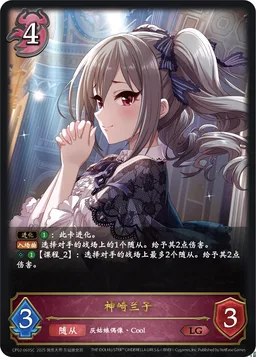 4
进化 1 : 此卡进化。
入场曲 选择对手的战场上的1个随从。给予其2点伤害。
1 【课程_2】:选择对手的战场上最多2个随从。给予其2点伤害。
神崎兰子
3
随从
灰姑娘偶像・Cool
LG
3